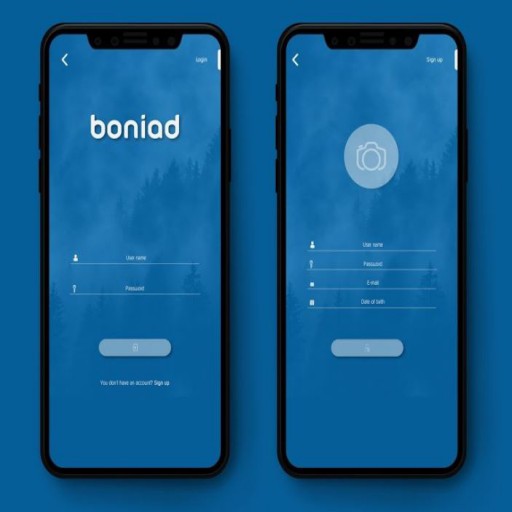 Login
boniad
User name
Password
You don't have an account? Sign up
Sign up
User name
Password
E-mail
Date of birth